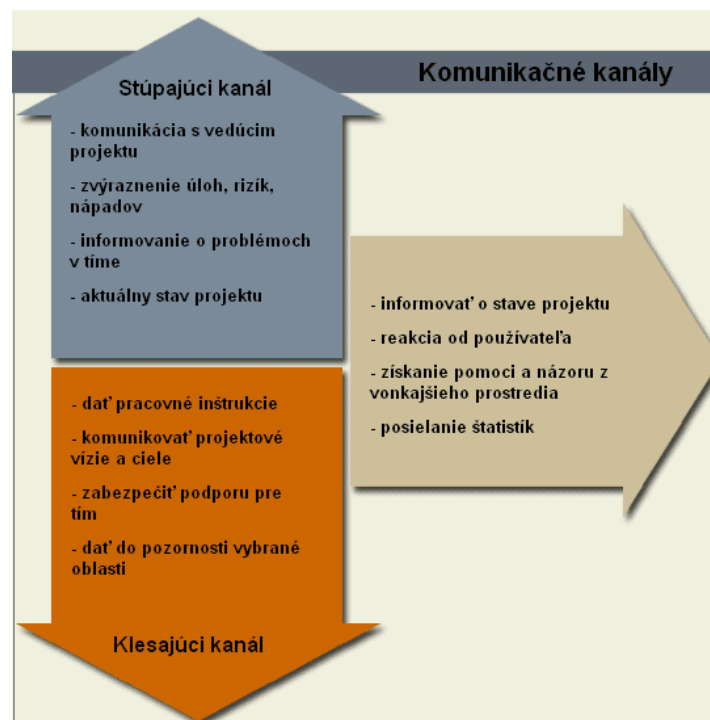 Komunikačné kanály
Stúpajúci kanál
- komunikácia s vedúcim
projektu
- zvýraznenie úloh, rizík,
nápadov
- informovanie o problémoch
v tíme
- aktuálny stav projektu
- informovať o stave projektu
- reakcia od používateľa
- získanie pomoci a názoru z
vonkajšieho prostredia
- posielanie štatistík
- dať pracovné inštrukcie
- komunikovať projektové
vízie a ciele
- zabezpečiť podporu pre
tím
- dať do pozornosti vybrané
oblasti
Klesajúci kanál